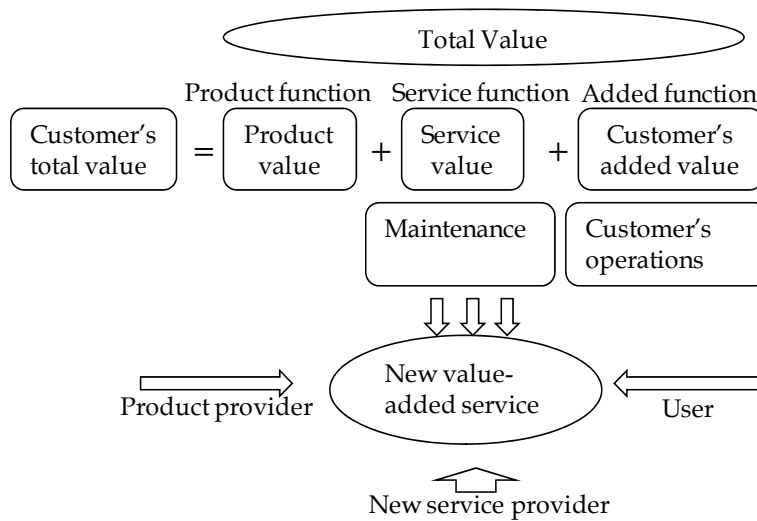 Total Value
Product function Service function Added function
Customer's Product Service Customer's
total value = value + value + added value
Maintenance Customer's
operations
New value-
added service
Product provider
User
New service provider